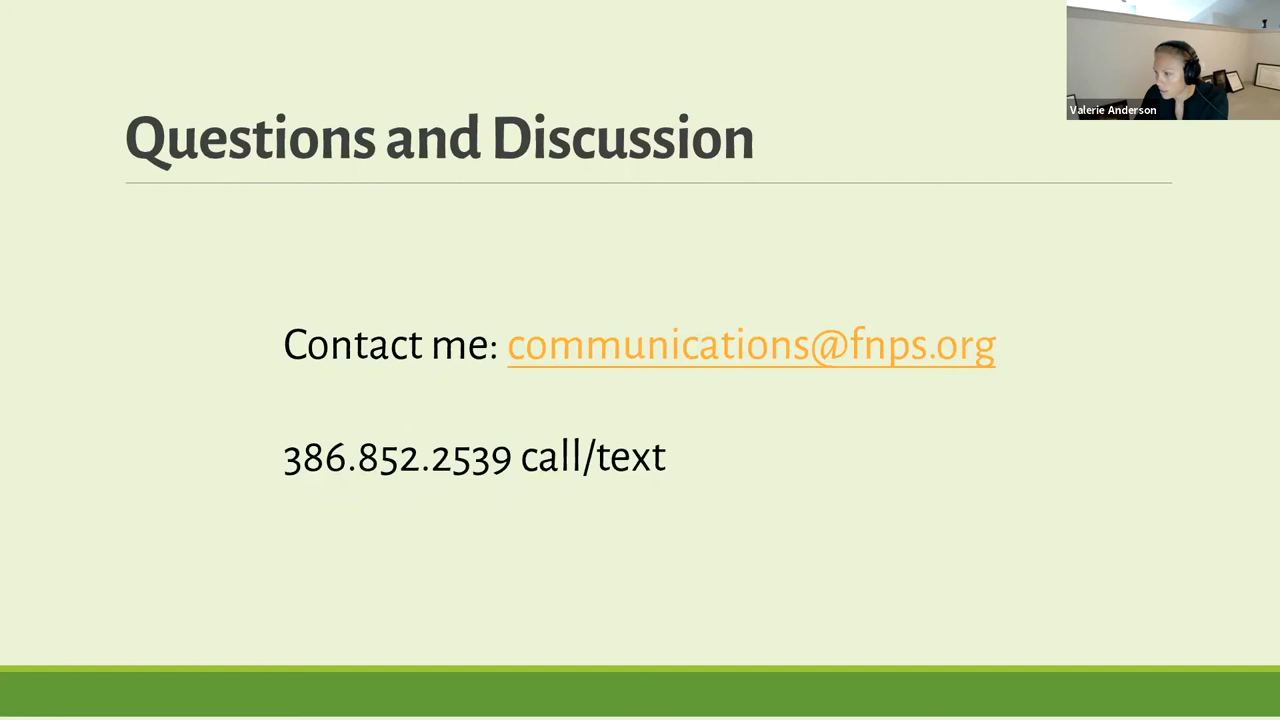 Valerie Anderson
Questions and Discussion
Contact me: communications@fnps.org
386.852.2539 call/text